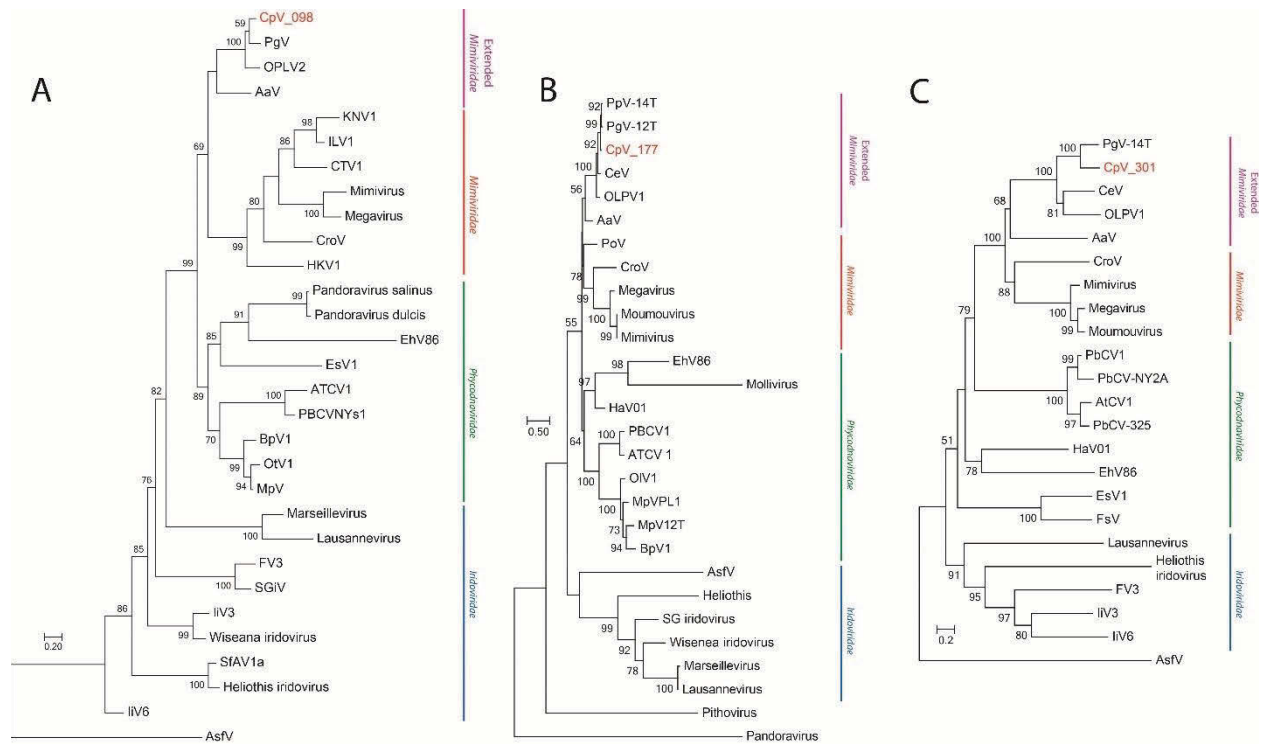 A
CpV_098
59
PgV
100
OPLV2
AaV
Extended
Mimiviridae
KNV1
98
ILV1
86
CTV1
69
Mimivirus
100
Megavirus
80
CroV
99
HKV1
Mimiviridae
99
Pandoravirus salinus
99
Pandoravirus dulcis
91
EhV86
85
EsV1
82
89
ATCV1
100
PBCVNYs1
70
BpV1
99
OtV1
94
MpV
Phycodnaviridae
76
Marseillevirus
Lausannevirus
85
FV3
100
SGiV
86
IiV3
99
Wiseana iridovirus
0.20
SfAV1a
100
Heliothis iridovirus
IiV6
AsfV
Iridoviridae
B
92
PpV-14T
99
PgV-12T
92
CpV_177
100
CeV
56
OLPV1
AaV
Extended
Mimiviridae
PoV
78
CroV
99
Megavirus
100
Moumouvirus
99
Mimivirus
Mimiviridae
55
EhV86
98
97
Mollivirus
0.50
HaV01
64
PBCV1
100
ATCV 1
100
OlV1
100
MpVPL1
73
MpV12T
94
BpV1
Phycodnaviridae
AsfV
Heliothis
99
SG iridovirus
92
Wisenea iridovirus
78
Marseillevirus
100
Lausannevirus
Iridoviridae
Pithovirus
Pandoravirus
C
PgV-14T
100
CpV_301
100
CeV
68
81
OLPV1
100
AaV
Extended
Mimiviridae
CroV
88
Mimivirus
100
Megavirus
99
Moumouvirus
Mimiviridae
79
99
PbCV1
PbCV-NY2A
100
AtCV1
97
PbCV-325
51
HaV01
78
EhV86
EsV1
100
FsV
Phycodnaviridae
Lausannevirus
91
Heliothis
iridovirus
95
FV3
97
IiV3
0.2
80
IiV6
Iridoviridae
AsfV